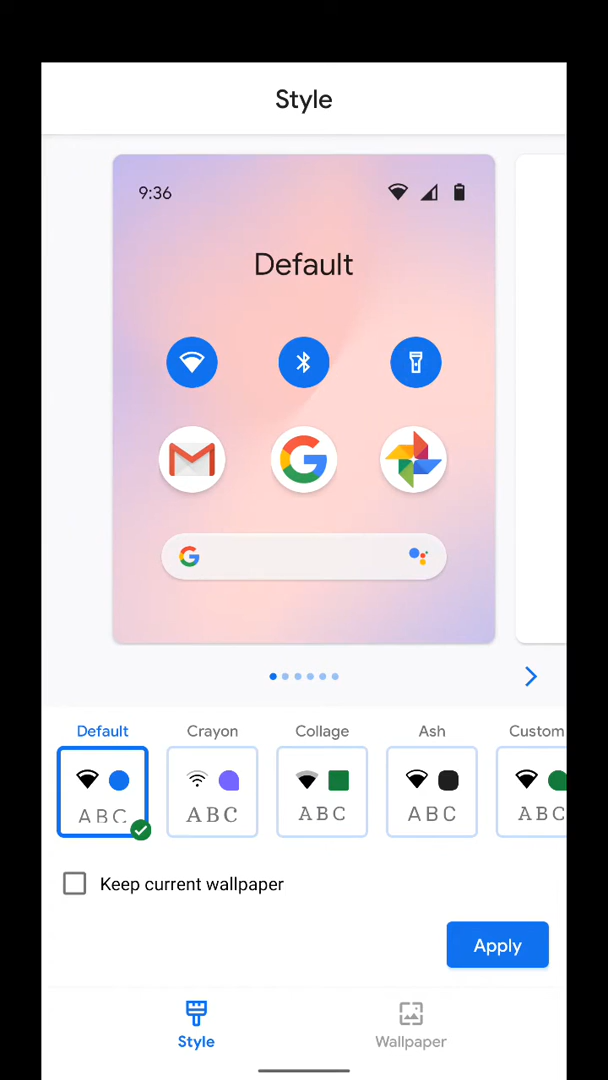 Style
9:36
Default
Default
Crayon
Collage
Ash
Custom
ABC
ABC
ABC
ABC
ABC
Keep current wallpaper
Apply
Style
Wallpaper